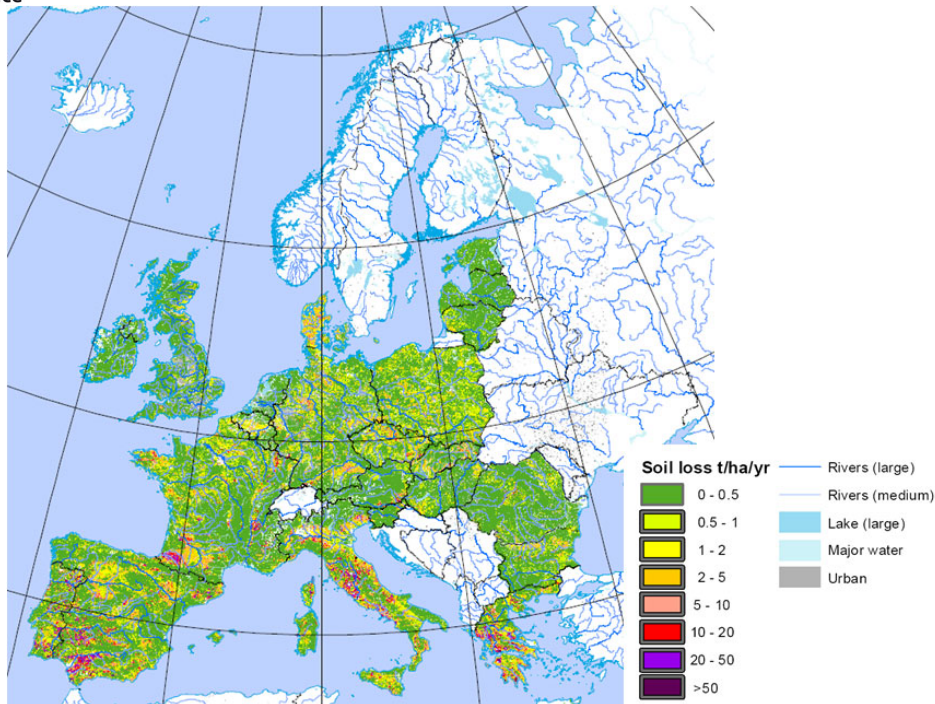 Soil loss t/ha/yr
0 - 0.5
0.5 - 1
1 - 2
2 - 5
5 - 10
10 - 20
20 - 50
>50
Rivers (large)
Rivers (medium)
Lake (large)
Major water
Urban